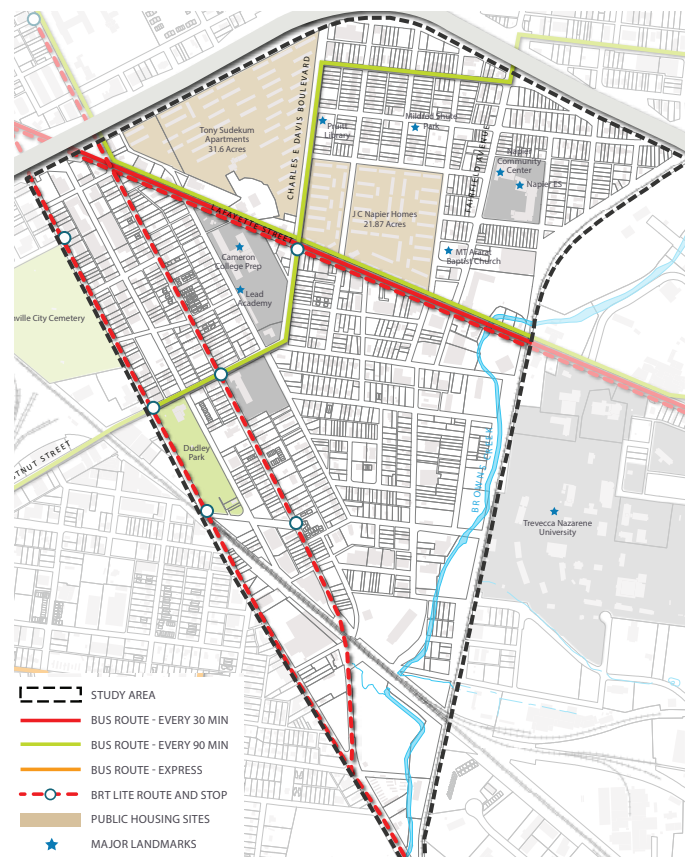 CHARLES E DAVIS BOULEVARD
Tony Sudekum
Apartments
31.6 Acres
Pruitt
Library
Mildred Shute
Park
FAIRFIELD AVENUE
Napier
Community
Center
Napier ES
LAFAYETTE STREET
J C Napier Homes
21.87 Acres
MT Ararat
Baptist Church
Cameron
College Prep
Lead
Academy
ville City Cemetery
TNUT STREET
Dudley
Park
BROWNS CREEK
Trevecca Nazarene
University
STUDY AREA
BUS ROUTE - EVERY 30 MIN
BUS ROUTE - EVERY 90 MIN
BUS ROUTE - EXPRESS
BRT LITE ROUTE AND STOP
PUBLIC HOUSING SITES
MAJOR LANDMARKS